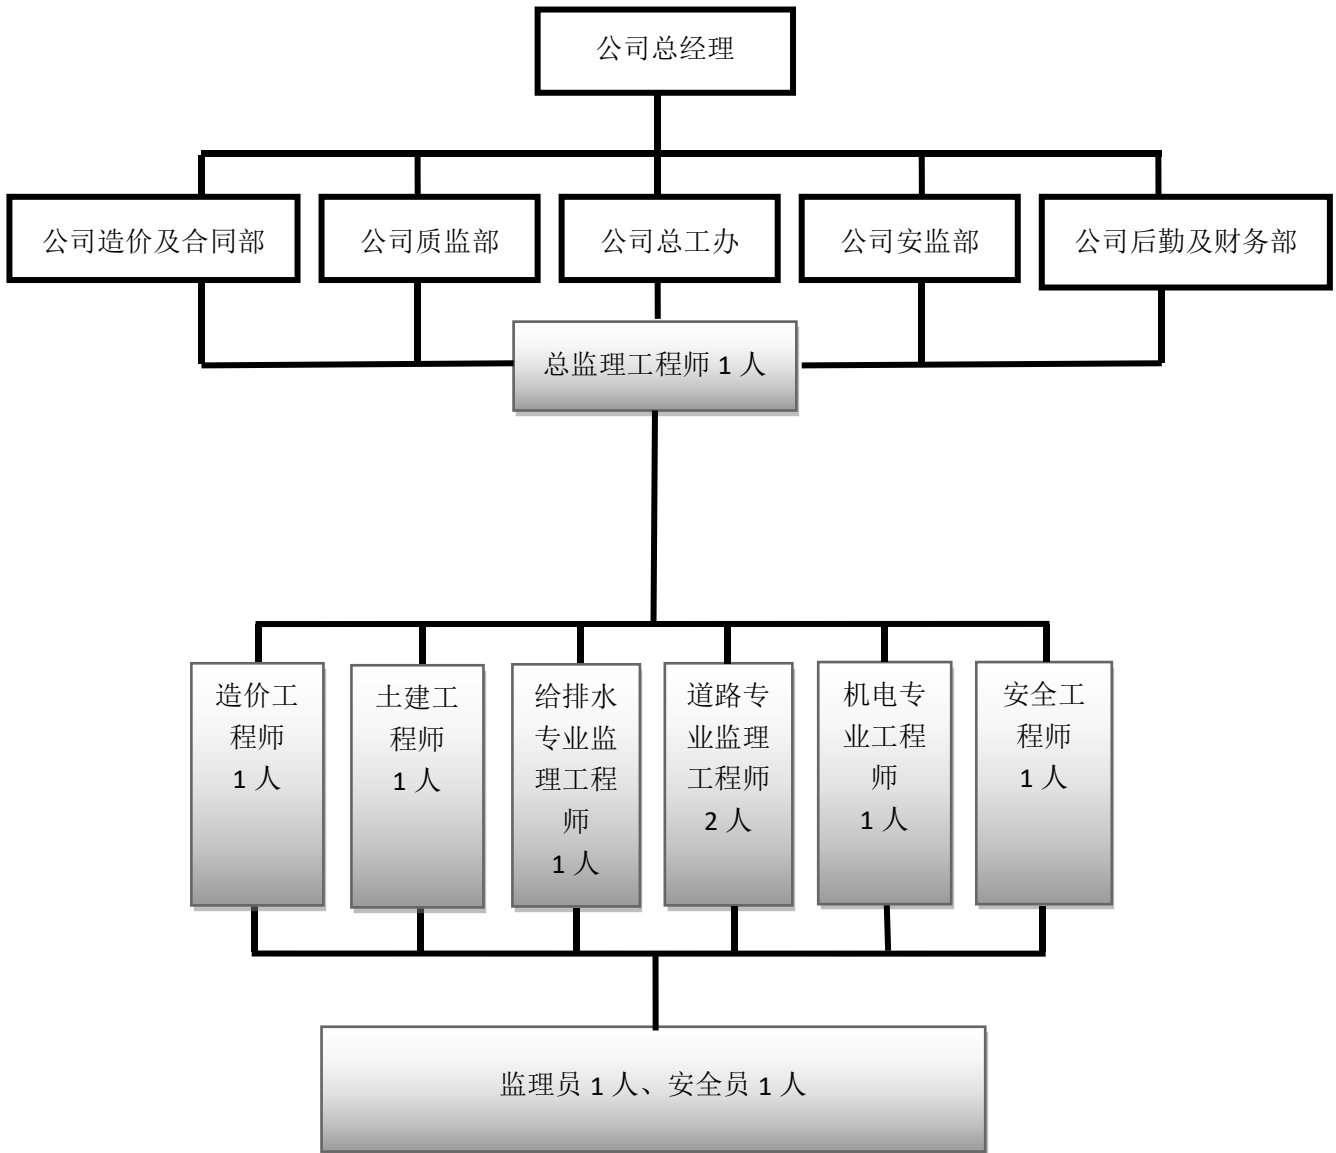 公司总经理
公司造价及合同部
公司质监部
公司总工办
公司安监部
公司后勤及财务部
总监理工程师 1 人
造价工
程师
1 人
土建工
程师
1 人
给排水
专业监
理工程
师
1 人
道路专
业监理
工程师
2 人
机电专
业工程
师
1 人
安全工
程师
1 人
监理员 1 人、安全员 1 人